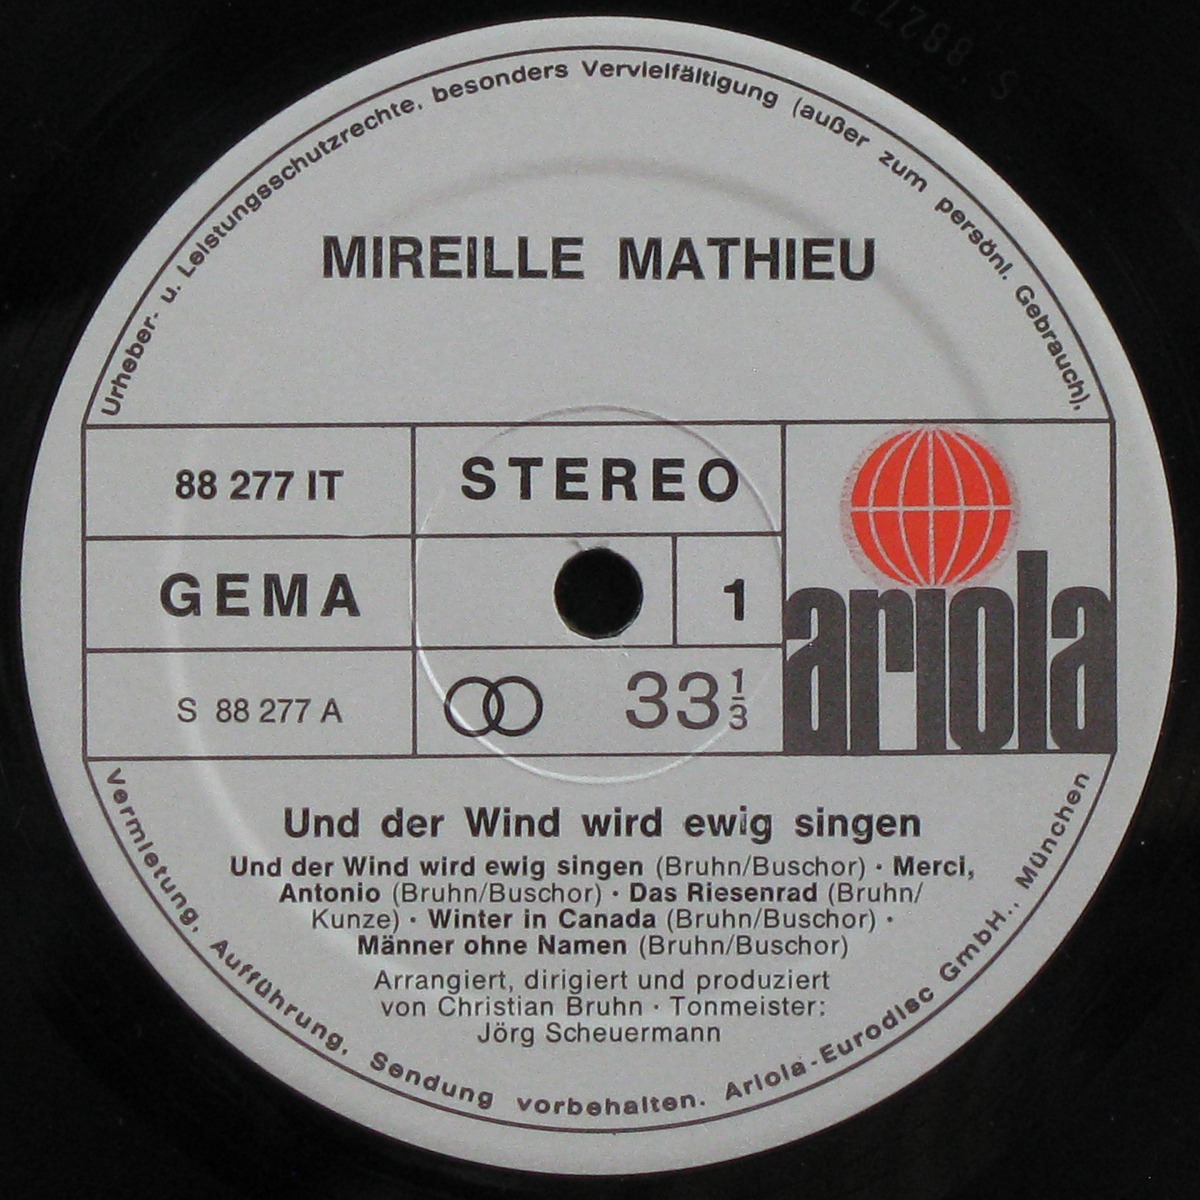 Urheber- u. Leistungsschutzrechte, besonders Vervielfältigung (außer zum persönl. Gebrauch),
MIREILLE MATHIEU
88 277 IT
STEREO
GEMA
1
S 88 277 A
33 1/3
ariola
Und der Wind wird ewig singen
Und der Wind wird ewig singen (Bruhn/Buschor) · Merci,
Antonio (Bruhn/Buschor) · Das Riesenrad (Bruhn/
Kunze) · Winter in Canada (Bruhn/Buschor) ·
Männer ohne Namen (Bruhn/Buschor)
Arrangiert, dirigiert und produziert
von Christian Bruhn · Tonmeister:
Jörg Scheuermann
Vermietung, Aufführung, Sendung vorbehalten. Ariola-Eurodisc GmbH., München